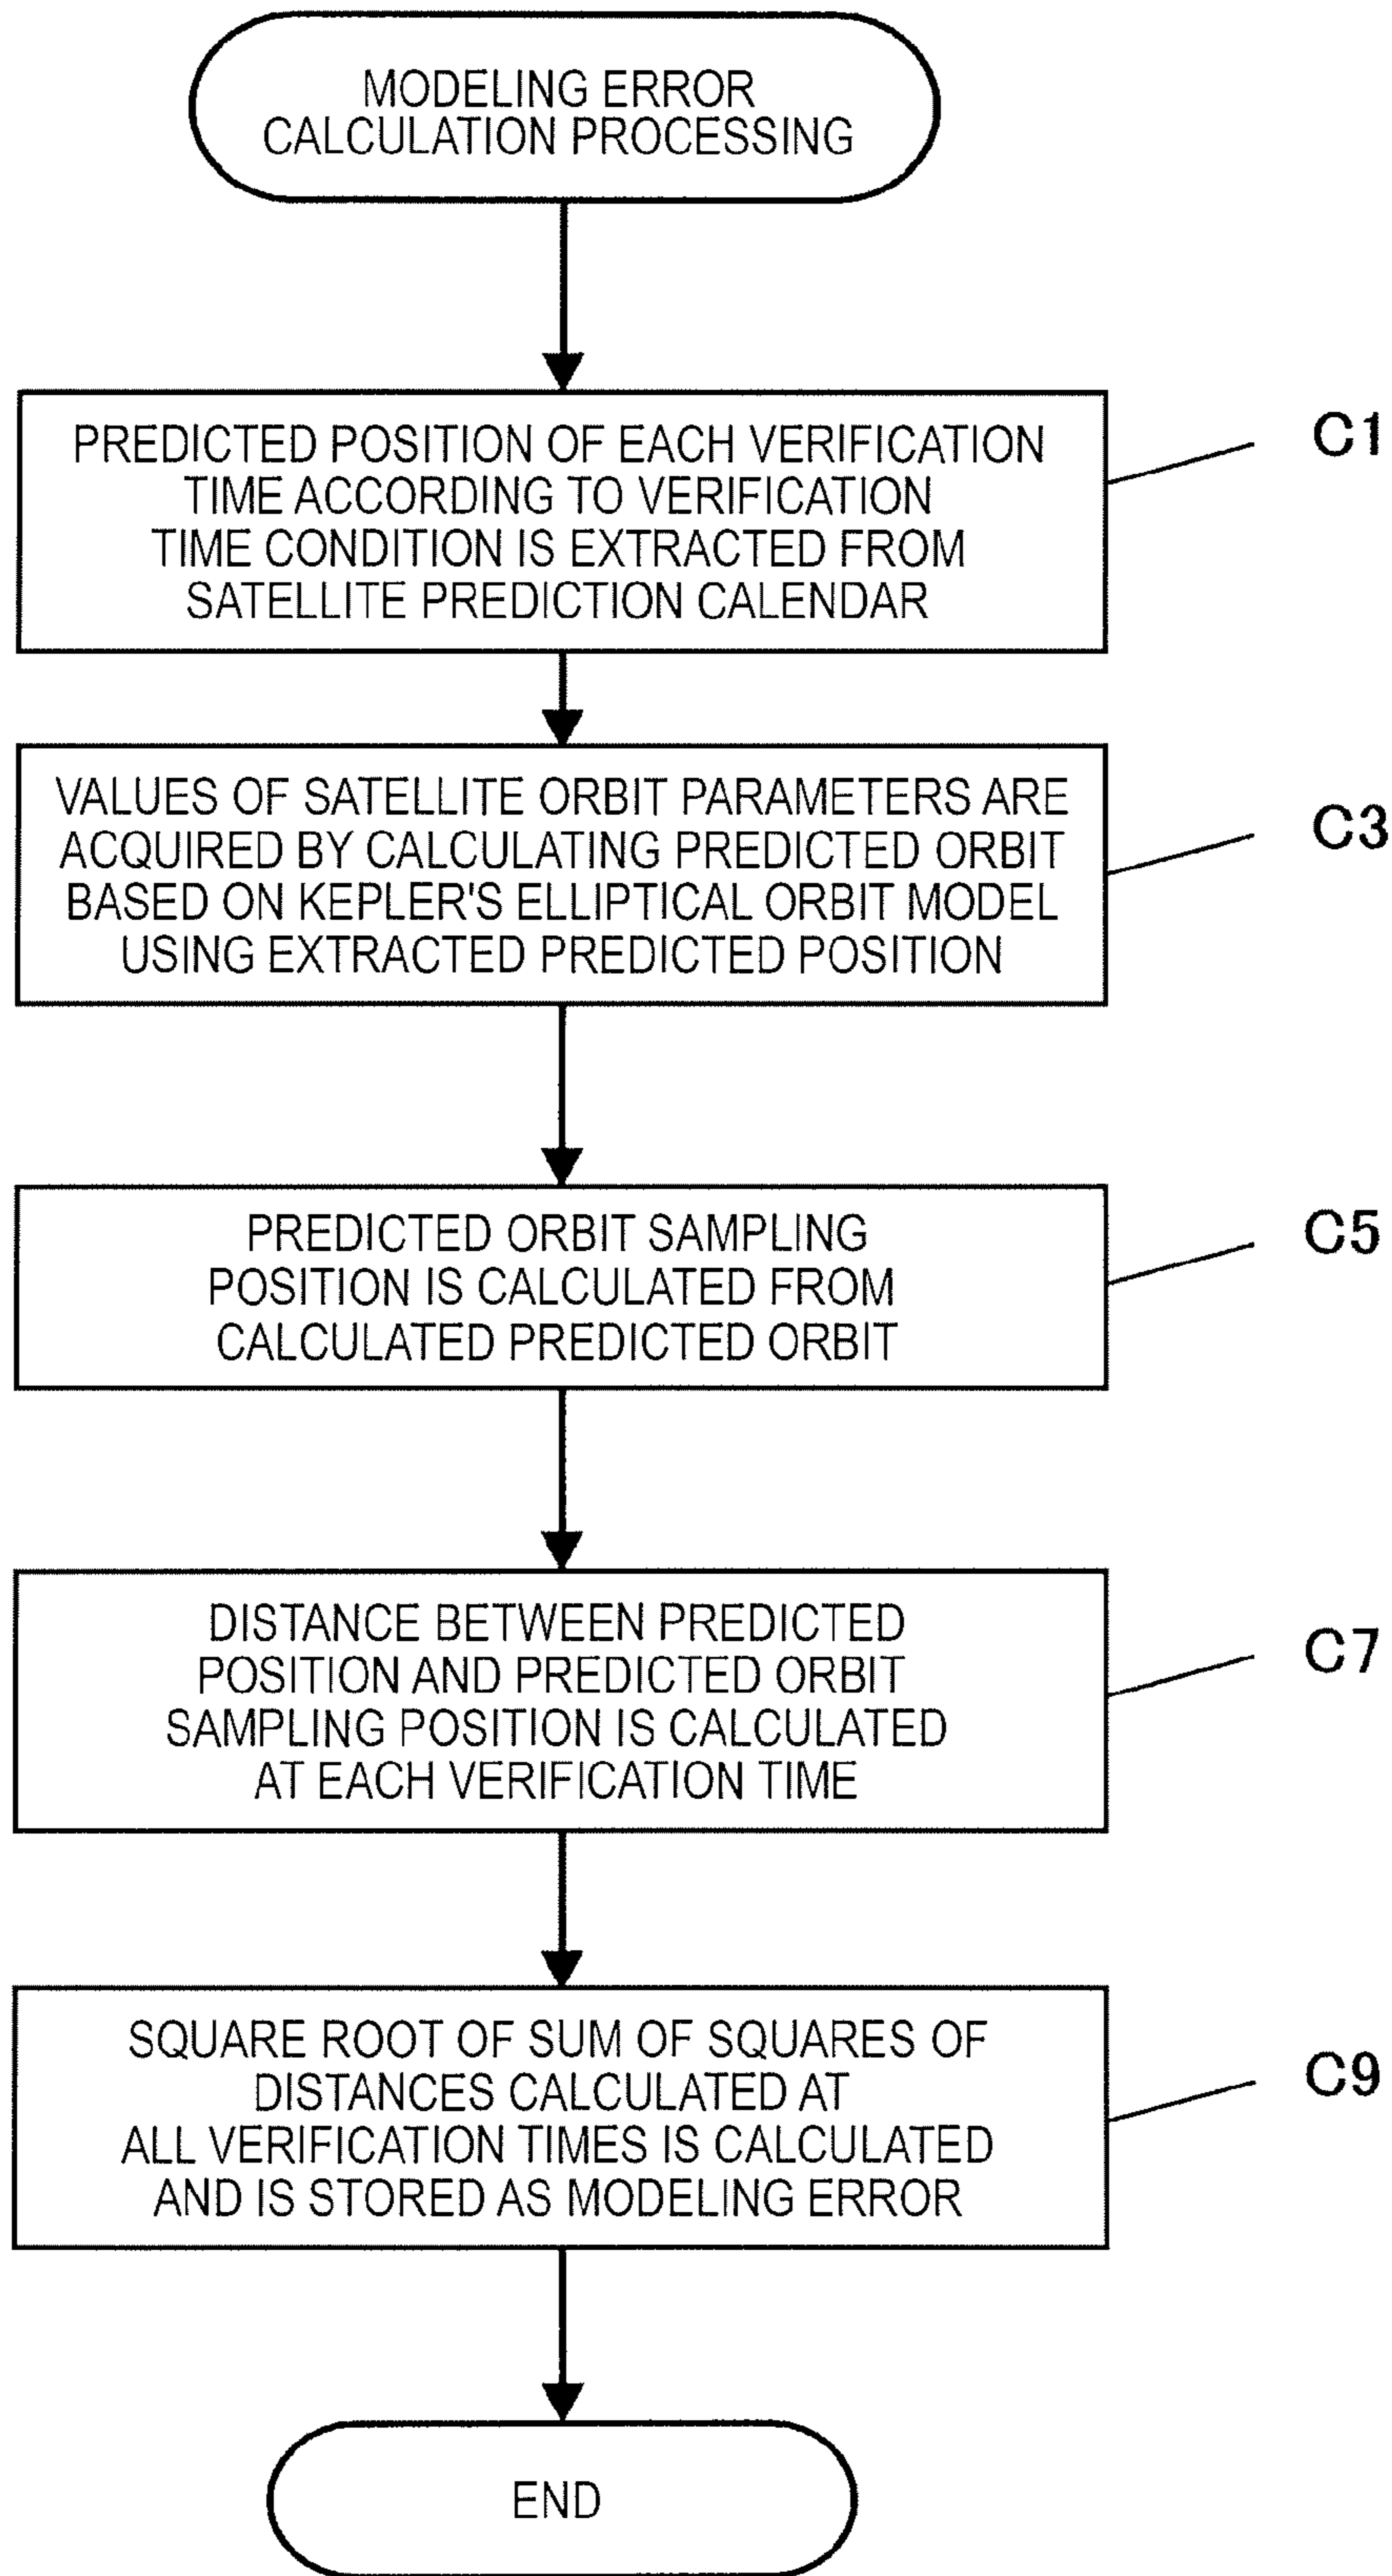 MODELING ERROR
CALCULATION PROCESSING
PREDICTED POSITION OF EACH VERIFICATION
TIME ACCORDING TO VERIFICATION
TIME CONDITION IS EXTRACTED FROM
SATELLITE PREDICTION CALENDAR
C1
VALUES OF SATELLITE ORBIT PARAMETERS ARE
ACQUIRED BY CALCULATING PREDICTED ORBIT
BASED ON KEPLER'S ELLIPTICAL ORBIT MODEL
USING EXTRACTED PREDICTED POSITION
C3
PREDICTED ORBIT SAMPLING
POSITION IS CALCULATED FROM
CALCULATED PREDICTED ORBIT
C5
DISTANCE BETWEEN PREDICTED
POSITION AND PREDICTED ORBIT
SAMPLING POSITION IS CALCULATED
AT EACH VERIFICATION TIME
C7
SQUARE ROOT OF SUM OF SQUARES OF
DISTANCES CALCULATED AT
ALL VERIFICATION TIMES IS CALCULATED
AND IS STORED AS MODELING ERROR
C9
END